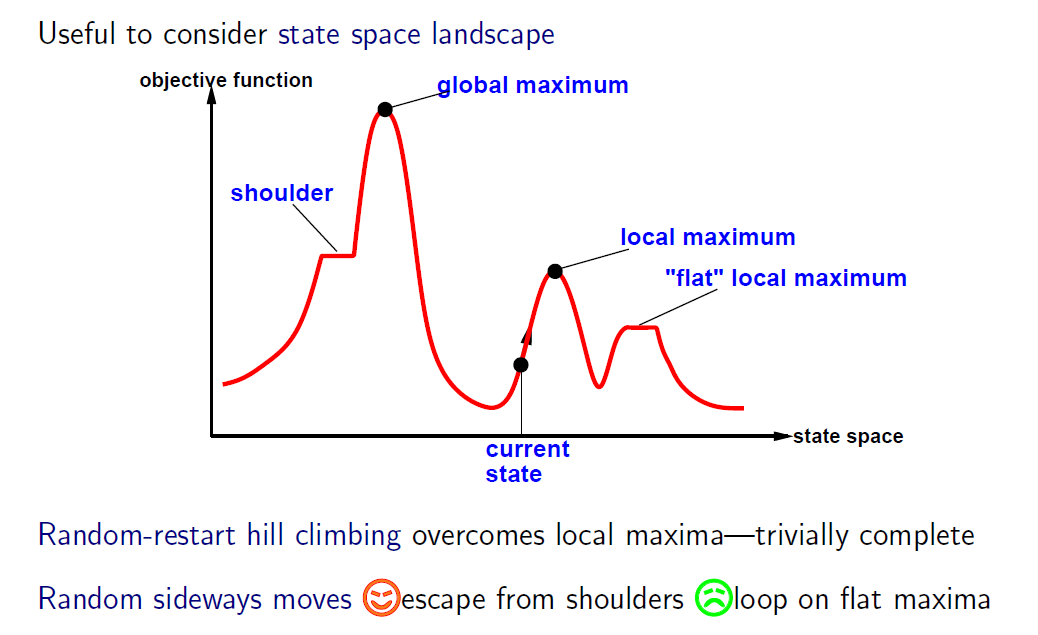 Useful to consider state space landscape
objective function
global maximum
shoulder
local maximum
"flat" local maximum
state space
current
state
Random-restart hill climbing overcomes local maxima—trivially complete
Random sideways moves escape from shoulders loop on flat maxima